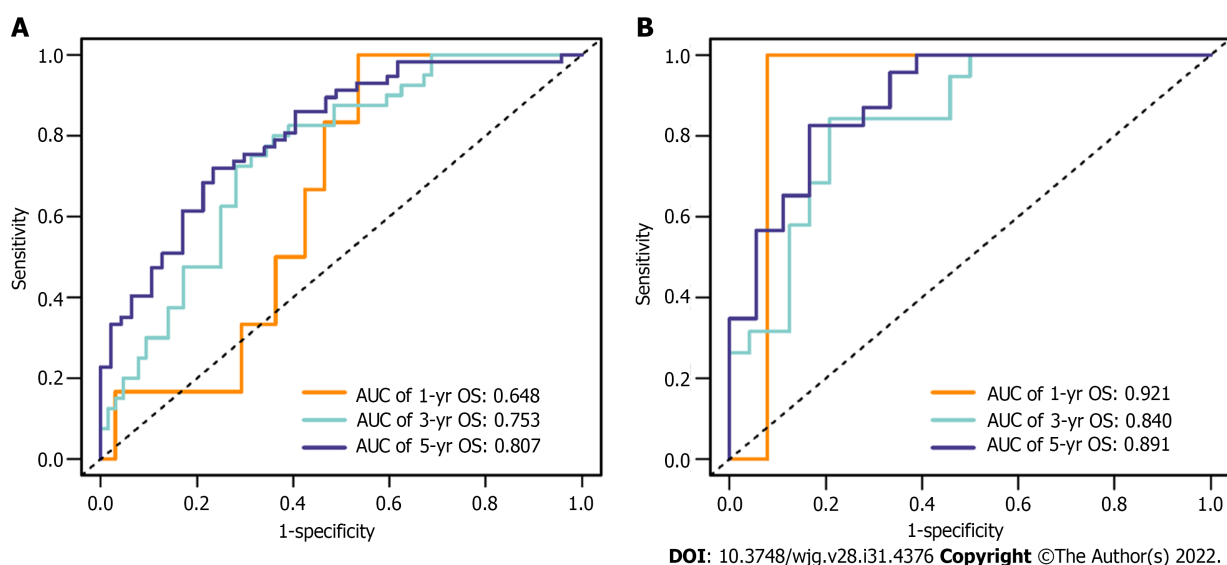 A
1.0
0.8
0.6
0.4
0.2
0.0
Sensitivity
AUC of 1-yr OS: 0.648
AUC of 3-yr OS: 0.753
AUC of 5-yr OS: 0.807
0.0 0.2 0.4 0.6 0.8 1.0
1-specificity
B
1.0
0.8
0.6
0.4
0.2
0.0
Sensitivity
AUC of 1-yr OS: 0.921
AUC of 3-yr OS: 0.840
AUC of 5-yr OS: 0.891
0.0 0.2 0.4 0.6 0.8 1.0
1-specificity
DOI: 10.3748/wjg.v28.i31.4376 Copyright ©The Author(s) 2022.